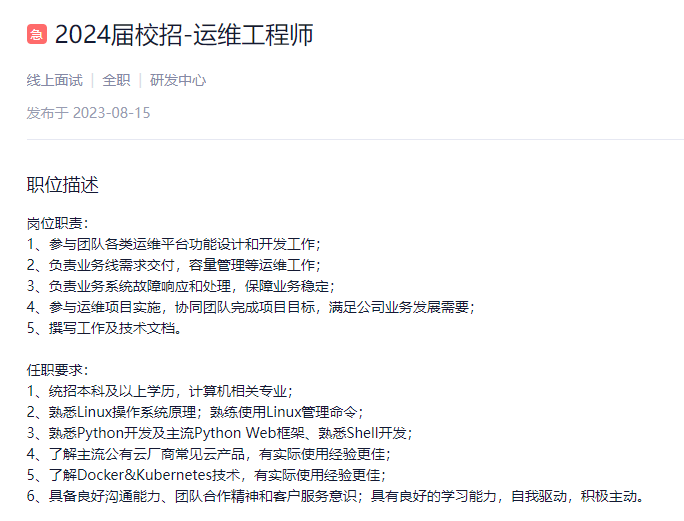 急 2024届校招-运维工程师
线上面试 | 全职 | 研发中心
发布于 2023-08-15
职位描述
岗位职责：
1、参与团队各类运维平台功能设计和开发工作；
2、负责业务线需求交付，容量管理等运维工作；
3、负责业务系统故障响应和处理，保障业务稳定；
4、参与运维项目实施，协同团队完成项目目标，满足公司业务发展需要；
5、撰写工作及技术文档。
任职要求：
1、统招本科及以上学历，计算机相关专业；
2、熟悉Linux操作系统原理；熟练使用Linux管理命令；
3、熟悉Python开发及主流Python Web框架、熟悉Shell开发；
4、了解主流公有云厂商常见云产品，有实际使用经验更佳；
5、了解Docker&Kubernetes技术，有实际使用经验更佳；
6、具备良好沟通能力、团队合作精神和客户服务意识；具有良好的学习能力，自我驱动，积极主动。